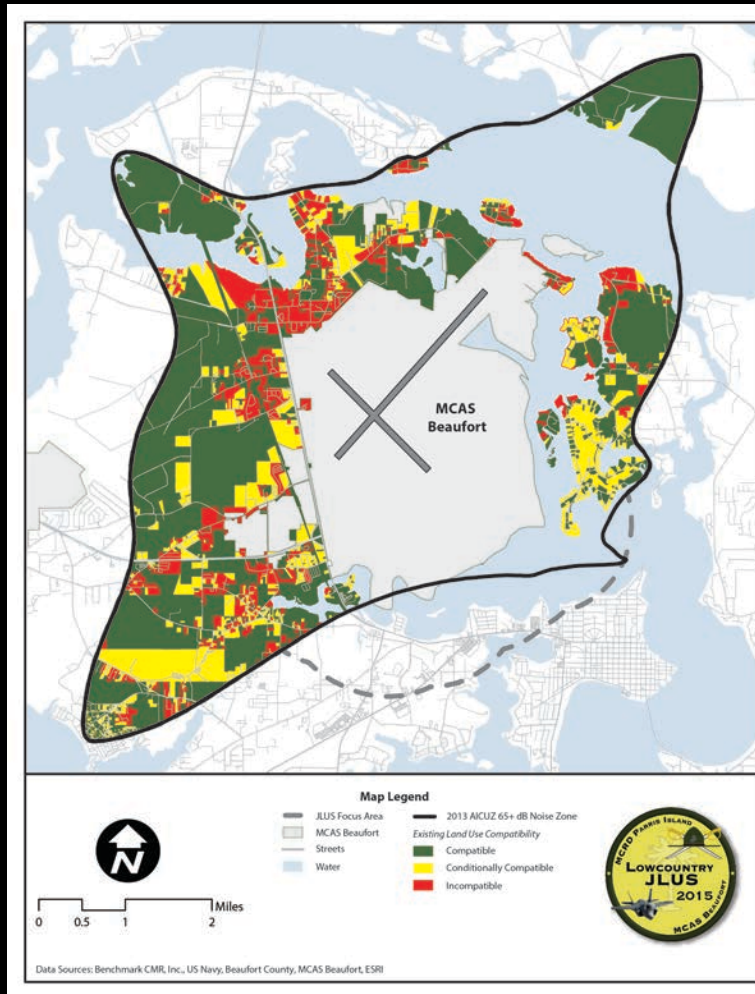 MCAS
Beaufort
Map Legend
JLUS Focus Area
MCAS Beaufort
Streets
Water
2013 AICUZ 65+ dB Noise Zone
Existing Land Use Compatibility
Compatible
Conditionally Compatible
Incompatible
N
0 0.5 1 2 Miles
MCRD PARRIS ISLAND
LOWCOUNTRY
JLUS
2015
MCAS BEAUFORT
Data Sources: Benchmark CMR, Inc., US Navy, Beaufort County, MCAS Beaufort, ESRI